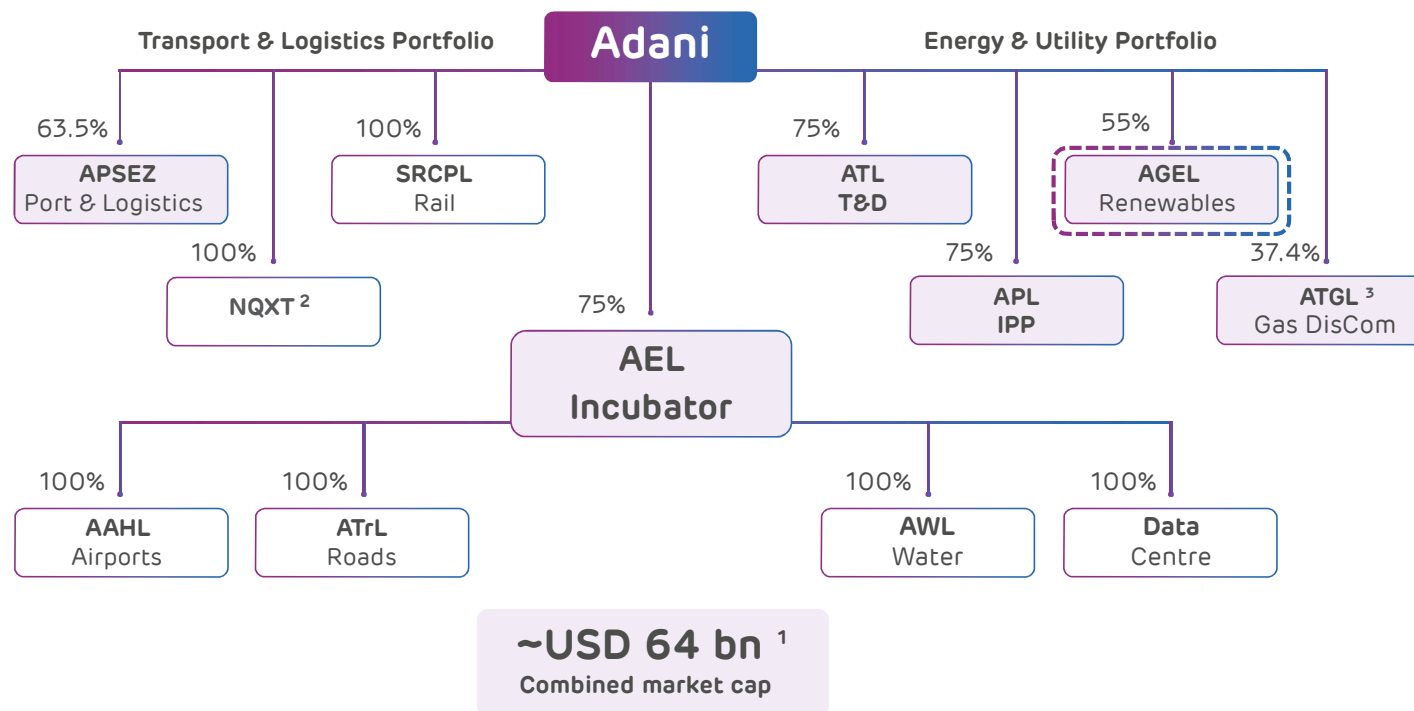 Adani
Transport & Logistics Portfolio
Energy & Utility Portfolio
63.5%
APSEZ
Port & Logistics
100%
NQXT ²
100%
SRCPL
Rail
75%
ATL
T&D
75%
APL
IPP
55%
AGEL
Renewables
37.4%
ATGL ³
Gas DisCom
75%
AEL
Incubator
100%
AAHL
Airports
100%
ATrL
Roads
100%
AWL
Water
100%
Data
Centre
~USD 64 bn ¹
Combined market cap